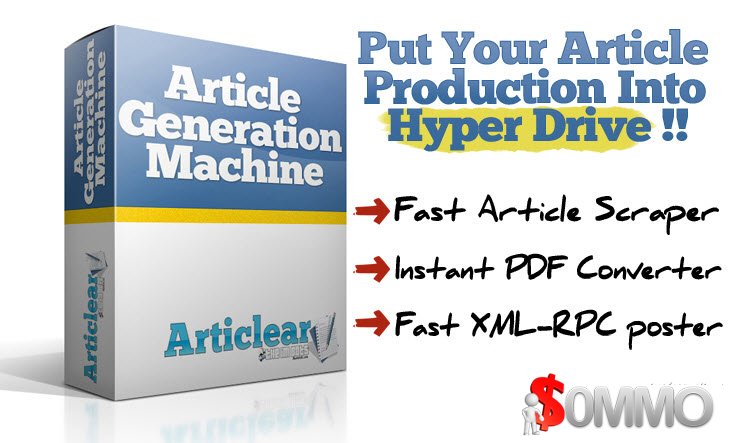 Article
Generation
Machine
Article
Generation
Machine
Articlear
Articlear
Put Your Article
Production Into
Hyper Drive !!
Fast Article Scraper
Instant PDF Converter
Fast XML-RPC poster
$OMMO